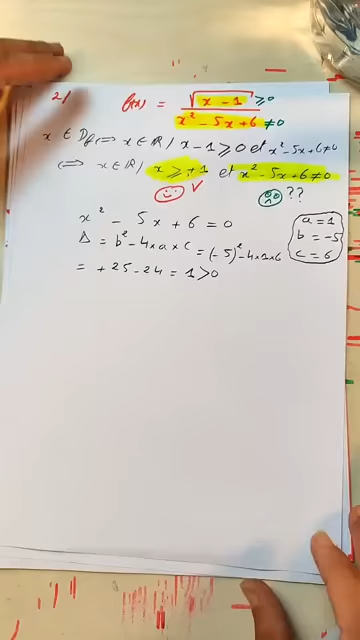 2/ f(x) = √(x - 1) ≥ 0 / x² - 5x + 6 ≠ 0
x ∈ Df ⟺ x ∈ ℝ / x - 1 ≥ 0 et x² - 5x + 6 ≠ 0
⟺ x ∈ ℝ / x ≥ +1 et x² - 5x + 6 ≠ 0
✓ ??
x² - 5x + 6 = 0
Δ = b² - 4 × a × c = (-5)² - 4 × 1 × 6
= + 25 - 24 = 1 > 0
a = 1
b = -5
c = 6